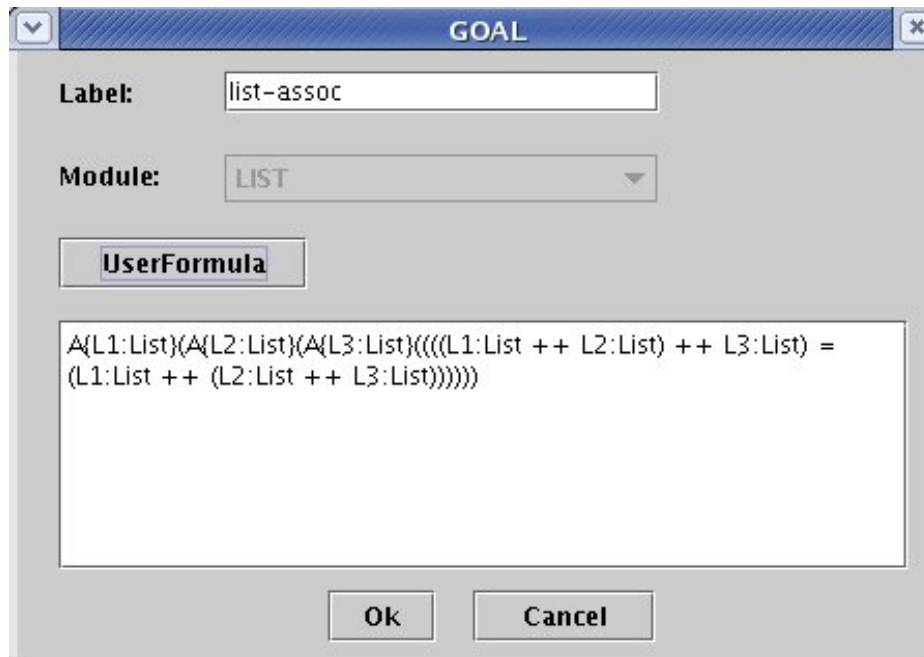 GOAL
Label: list-assoc
Module: LIST
UserFormula
A{L1:List}(A{L2:List}(A{L3:List}((((L1:List ++ L2:List) ++ L3:List) =
(L1:List ++ (L2:List ++ L3:List))))))
Ok Cancel